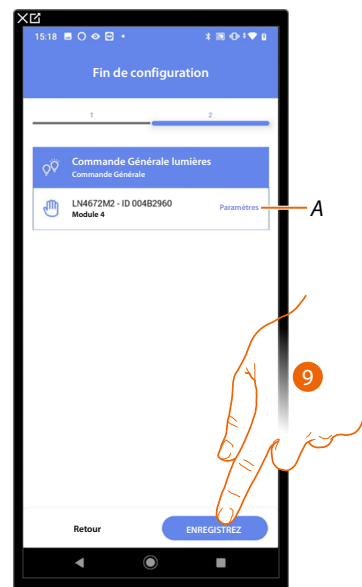 15:18
Fin de configuration
1 2
Commande Générale lumières
Commande Générale
LN4672M2 - ID 004B2960
Module 4
Paramètres
A
9
Retour
ENREGISTREZ